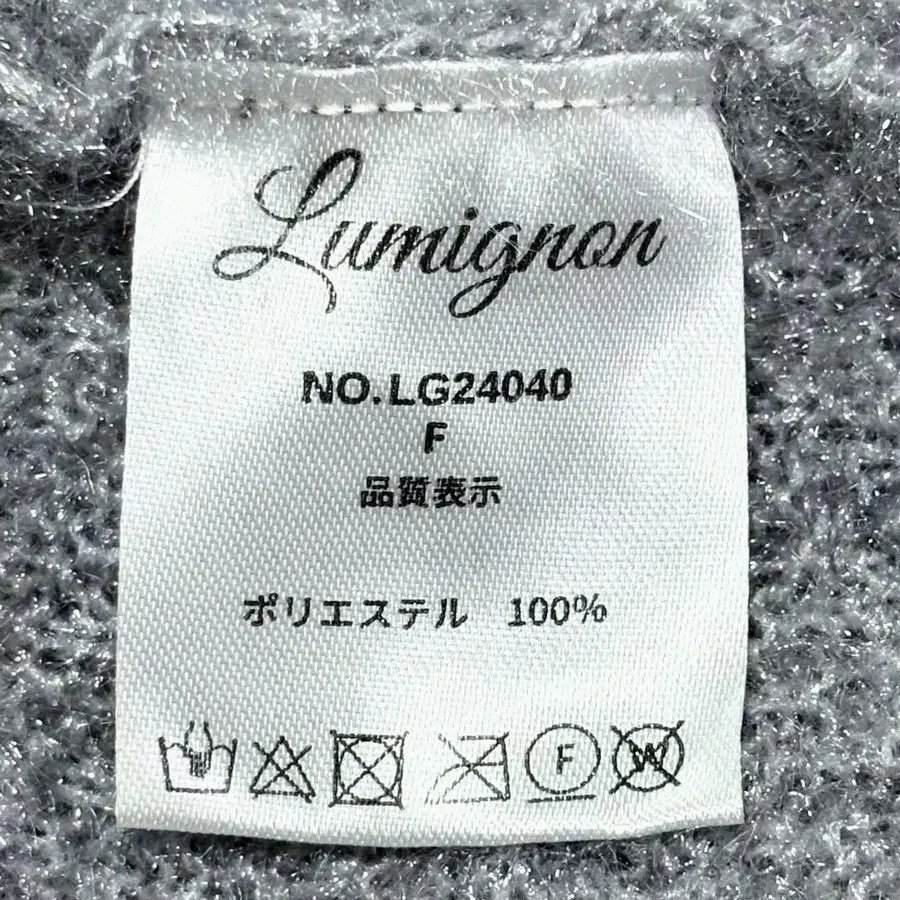 Lumignon
NO.LG24040
F
品質表示
ポリエステル 100%
F W